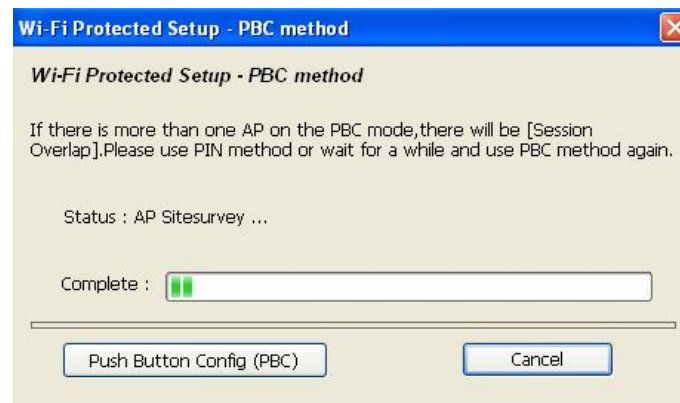 Wi-Fi Protected Setup - PBC method
Wi-Fi Protected Setup - PBC method
If there is more than one AP on the PBC mode,there will be [Session
Overlap].Please use PIN method or wait for a while and use PBC method again.
Status : AP Sitesurvey ...
Complete :
Push Button Config (PBC)
Cancel